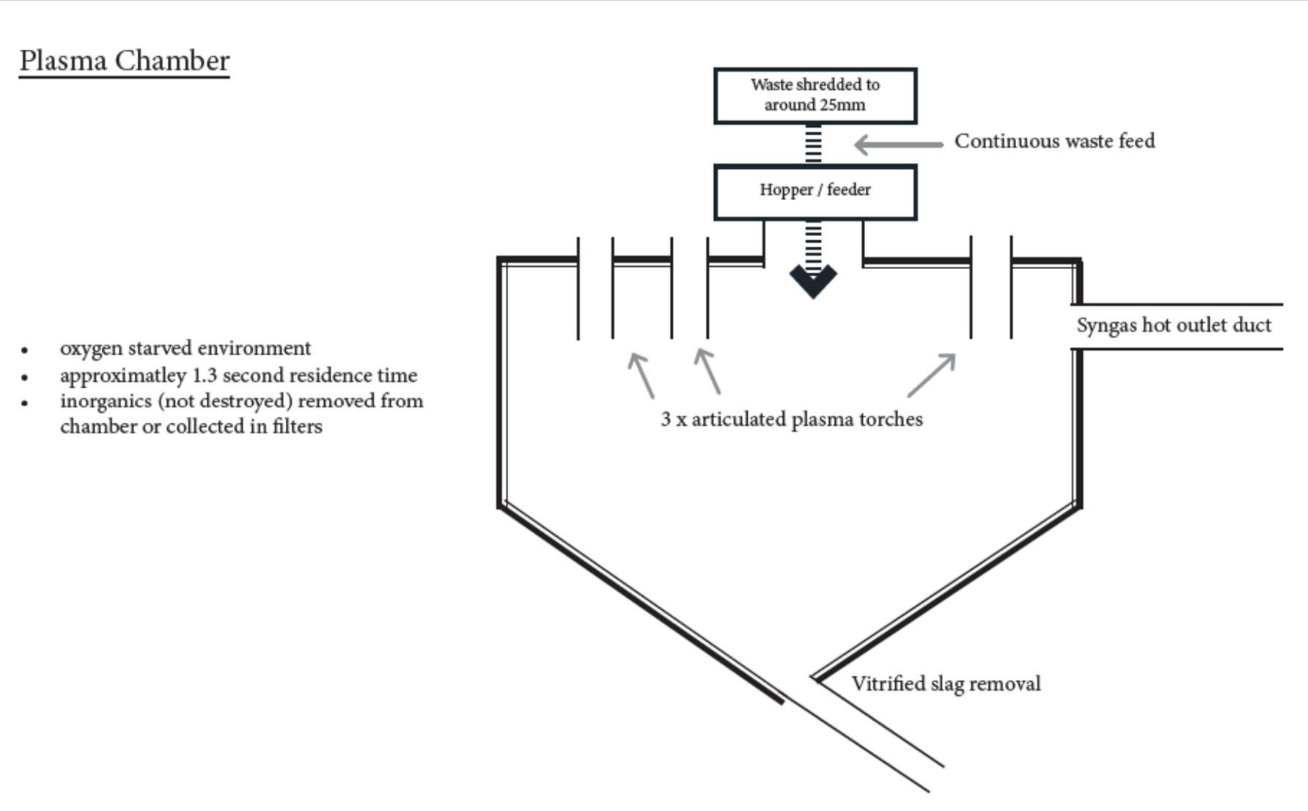 Plasma Chamber
Waste shredded to
around 25mm
Continuous waste feed
Hopper / feeder
Syngas hot outlet duct
• oxygen starved environment
• approximatley 1.3 second residence time
• inorganics (not destroyed) removed from
chamber or collected in filters
3 x articulated plasma torches
Vitrified slag removal